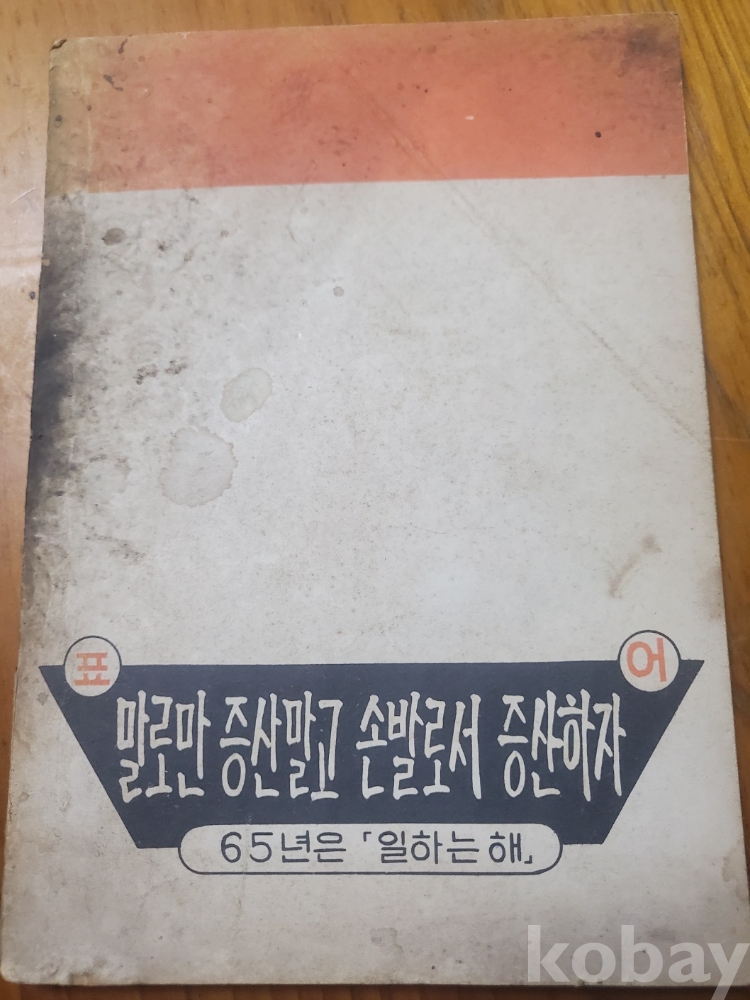 표 어
말로만 증산말고 손발로서 증산하자
65년은 「일하는해」
kobay